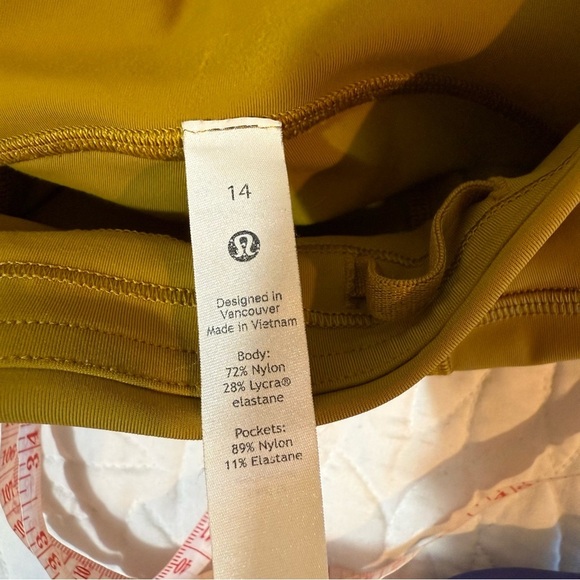 14
Designed in
Vancouver
Made in Vietnam
Body:
72% Nylon
28% Lycra®
elastane
Pockets:
89% Nylon
11% Elastane